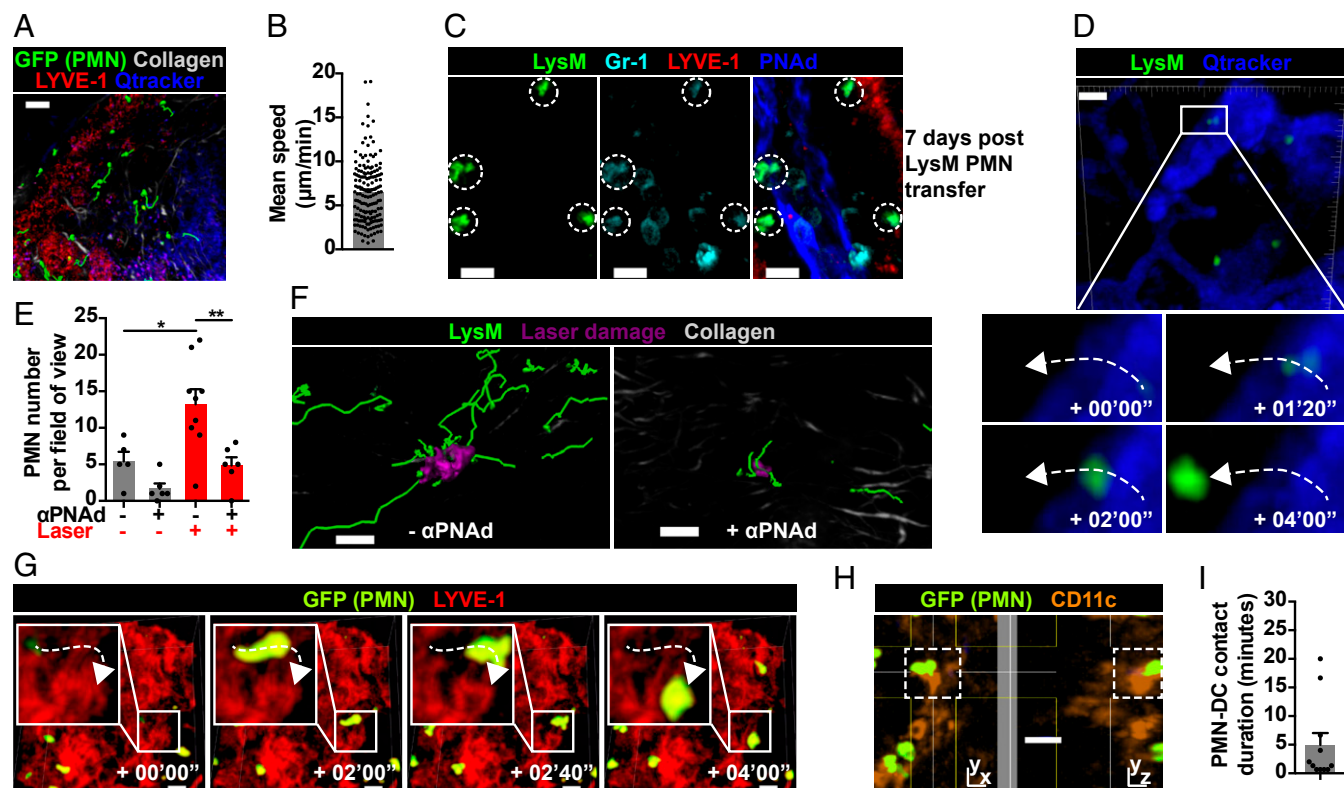 A
GFP (PMN) Collagen
LYVE-1 Qtracker
B
Mean speed
(µm/min)
20
15
10
5
0
C
LysM Gr-1 LYVE-1 PNAd
7 days post
LysM PMN
transfer
D
LysM Qtracker
+ 00’00”
+ 01’20”
+ 02’00”
+ 04’00”
E
PMN number
per field of view
25
20
15
10
5
0
*
**
αPNAd - + - +
Laser - - + +
F
LysM Laser damage Collagen
- αPNAd
+ αPNAd
G
GFP (PMN) LYVE-1
+ 00’00”
+ 02’00”
+ 02’40”
+ 04’00”
H
GFP (PMN) CD11c
y
x
y
z
I
PMN-DC contact
duration (minutes)
30
25
20
15
10
5
0